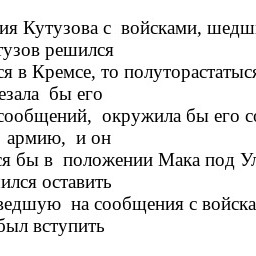 ия Кутузова с войсками, шедш
тузов решился
ся в Кремсе, то полуторастатысяч
езала бы его
сообщений, окружила бы его со
армию, и он
ся бы в положении Мака под Ул
ился оставить
ведшую на сообщения с войска
был вступить